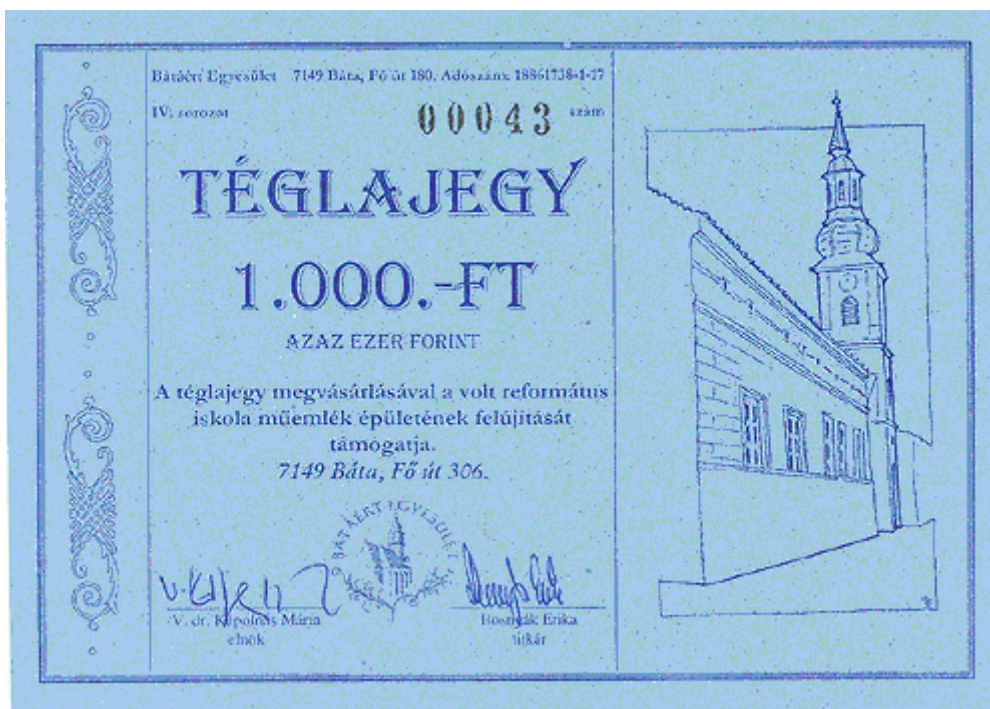 Bátáért Egyesület 7149 Báta, Fő út 180. Adószám: 18861738-1-17
IV. sorozat 00043 szám
TÉGLAJEGY
1.000.-FT
AZAZ EZER FORINT
A téglajegy megvásárlásával a volt református
iskola műemlék épületének felújítását
támogatja.
7149 Báta, Fő út 306.
BÁTÁÉRT EGYESÜLET
V. dr. Kápolnás Mária
elnök
Erika
titkár